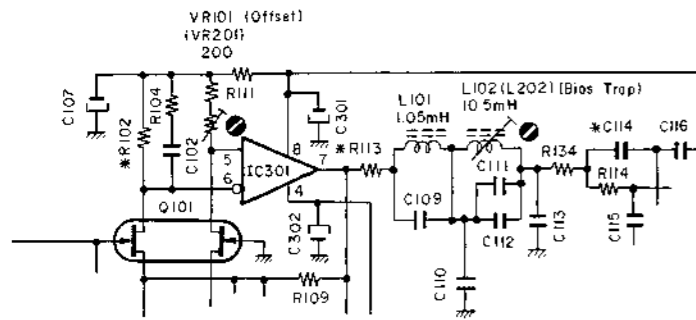 VR101 (Offset)
(VR201)
200
C107
R104
*R102
C102
R111
C301
5
6
IC301
8
7
4
Q101
C302
R109
*R113
L101
1.05mH
L102(L202) [Bios Trap]
10 5mH
C109
C111
C112
C110
C113
R134
*C114
R114
C115
C116